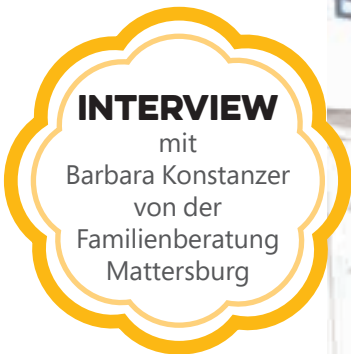 INTERVIEW
mit
Barbara Konstanzer
von der
Familienberatung
Mattersburg